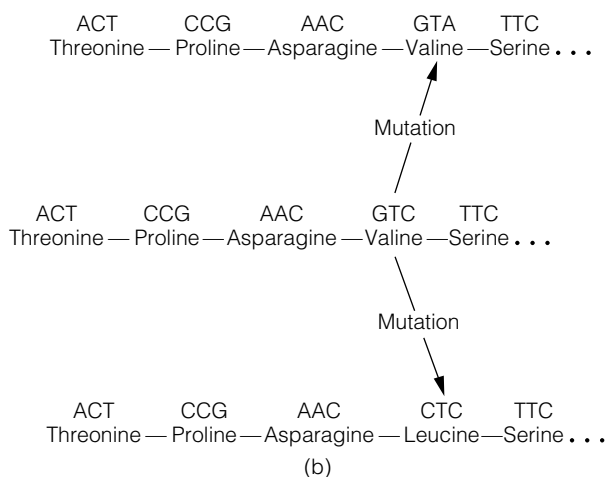 ACT CCG AAC GTA TTC
Threonine — Proline — Asparagine — Valine — Serine . . .
Mutation
ACT CCG AAC GTC TTC
Threonine — Proline — Asparagine — Valine — Serine . . .
Mutation
ACT CCG AAC CTC TTC
Threonine — Proline — Asparagine — Leucine — Serine . . .
(b)